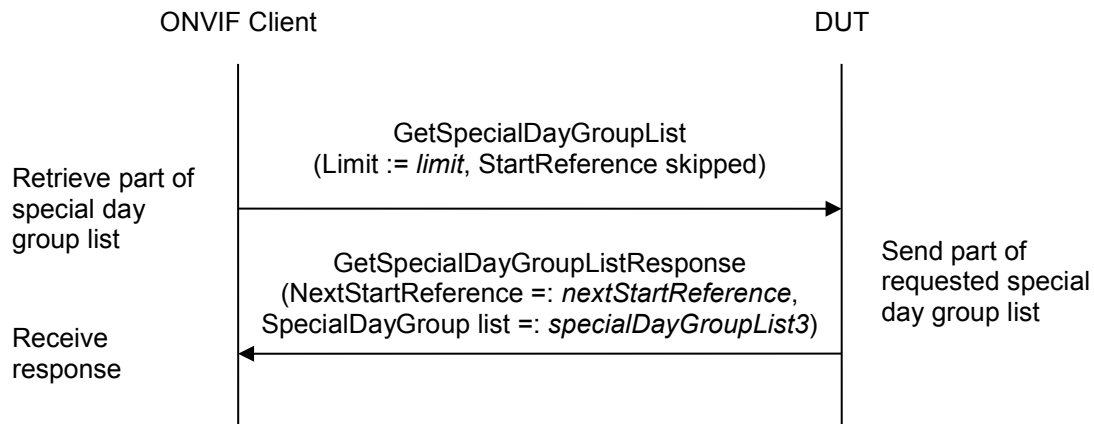 ONVIF Client
DUT
GetSpecialDayGroupList
(Limit := limit, StartReference skipped)
Retrieve part of
special day
group list
GetSpecialDayGroupListResponse
(NextStartReference =: nextStartReference,
SpecialDayGroup list =: specialDayGroupList3)
Send part of
requested special
day group list
Receive
response